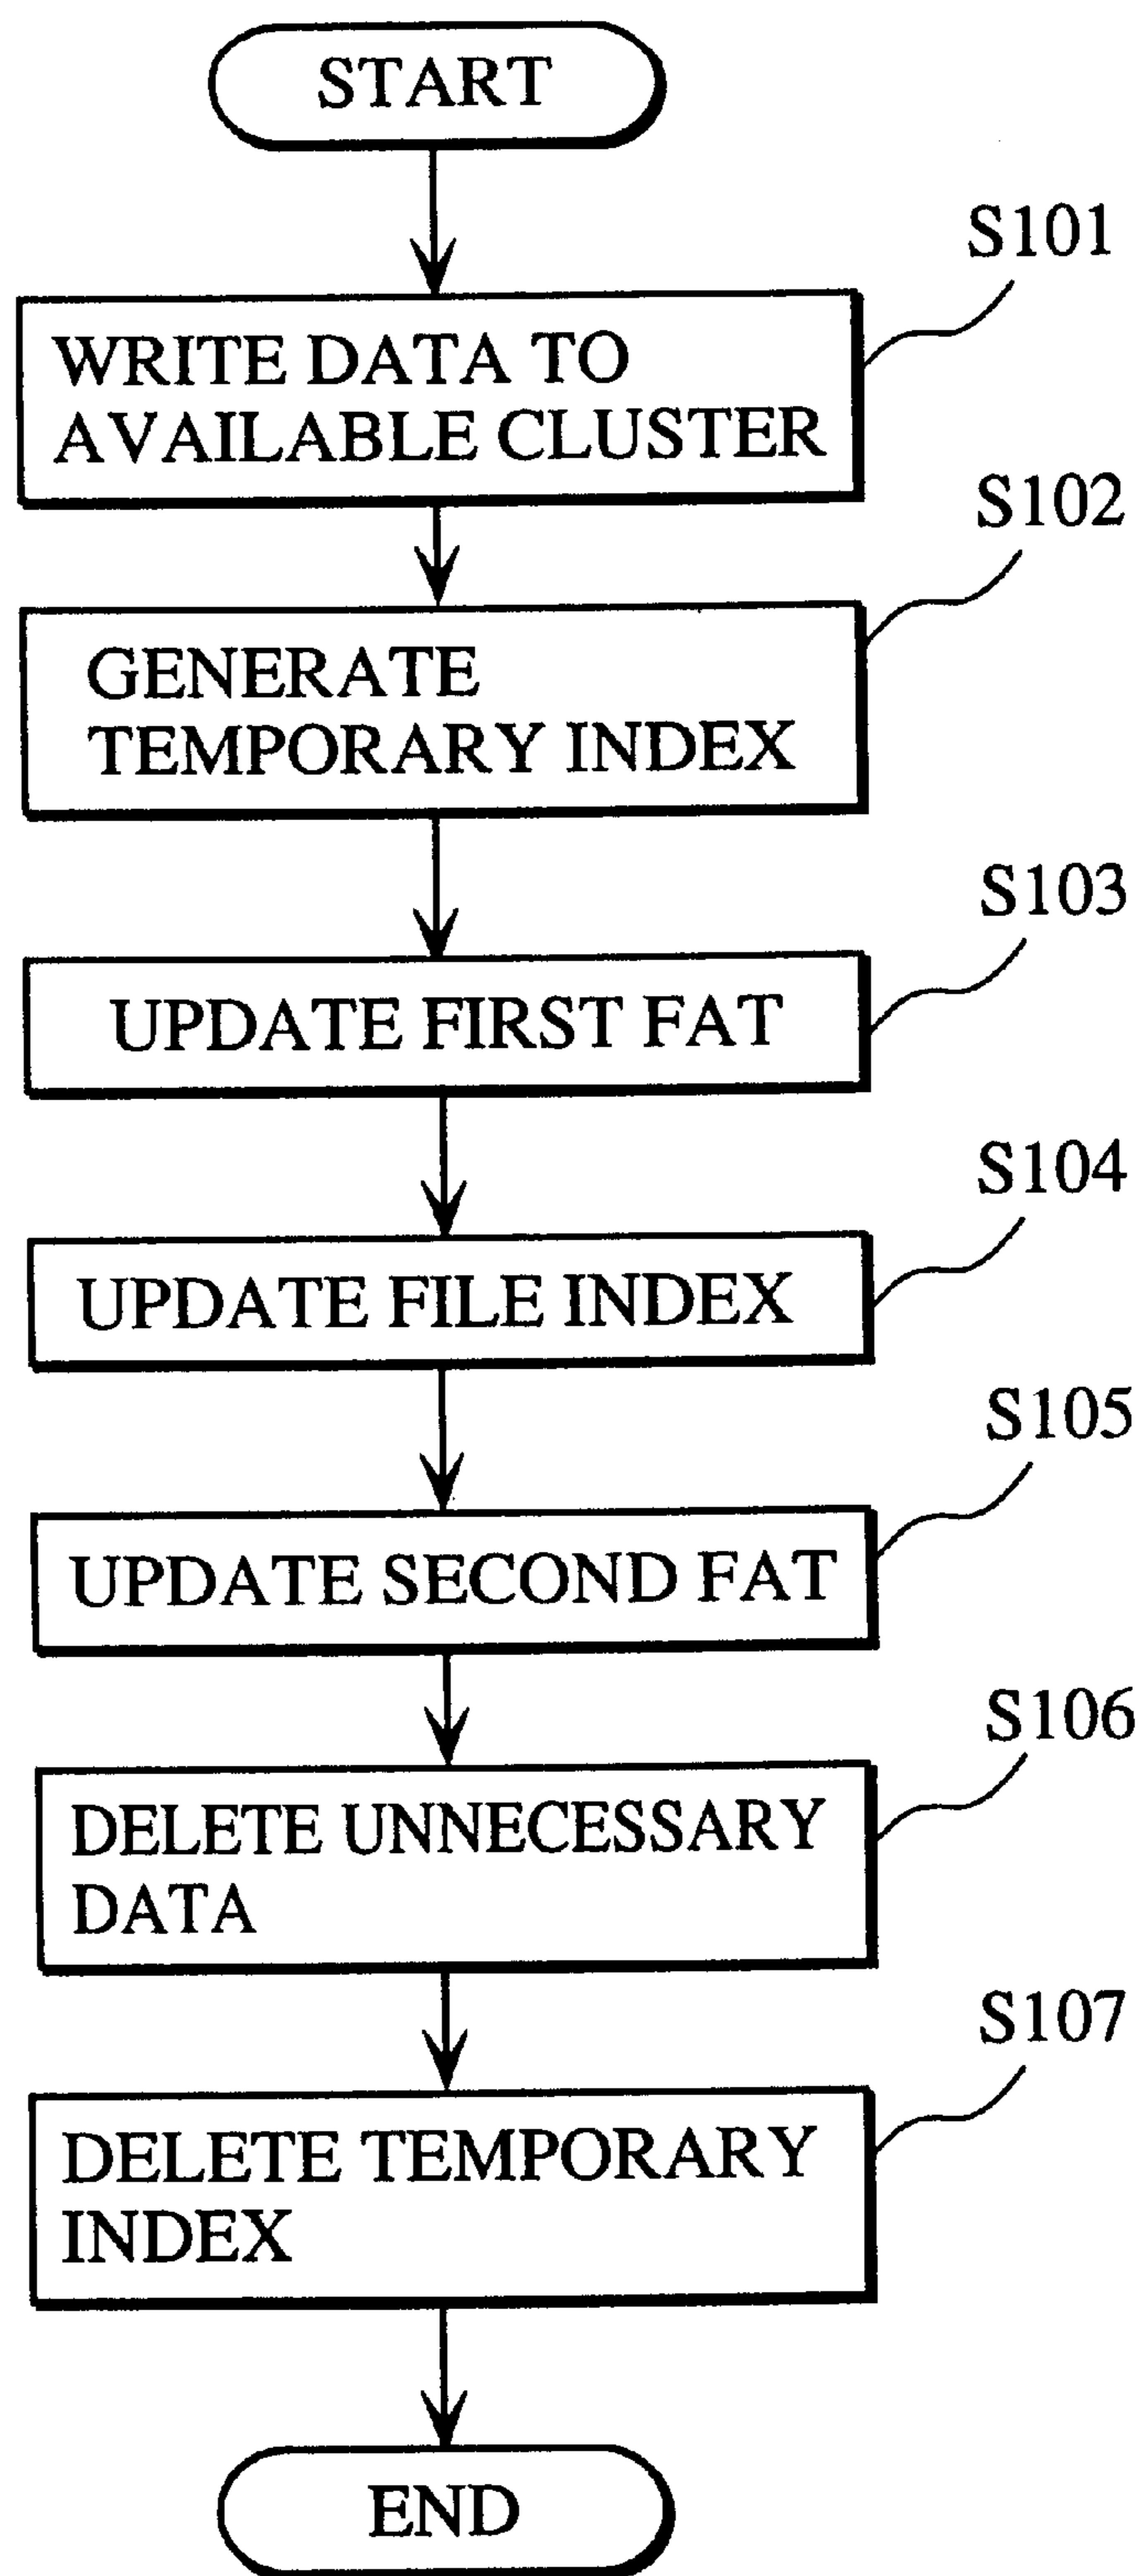 START
S101
WRITE DATA TO
AVAILABLE CLUSTER
S102
GENERATE
TEMPORARY INDEX
S103
UPDATE FIRST FAT
S104
UPDATE FILE INDEX
S105
UPDATE SECOND FAT
S106
DELETE UNNECESSARY
DATA
S107
DELETE TEMPORARY
INDEX
END